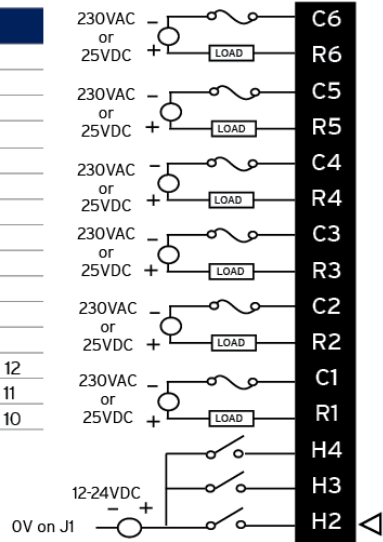 230VAC
or
25VDC
−
+
LOAD
C6
R6
230VAC
or
25VDC
−
+
LOAD
C5
R5
230VAC
or
25VDC
−
+
LOAD
C4
R4
230VAC
or
25VDC
−
+
LOAD
C3
R3
230VAC
or
25VDC
−
+
LOAD
C2
R2
230VAC
or
25VDC
−
+
LOAD
C1
R1
12
11
10
H4
H3
H2
12-24VDC
− +
0V on J1